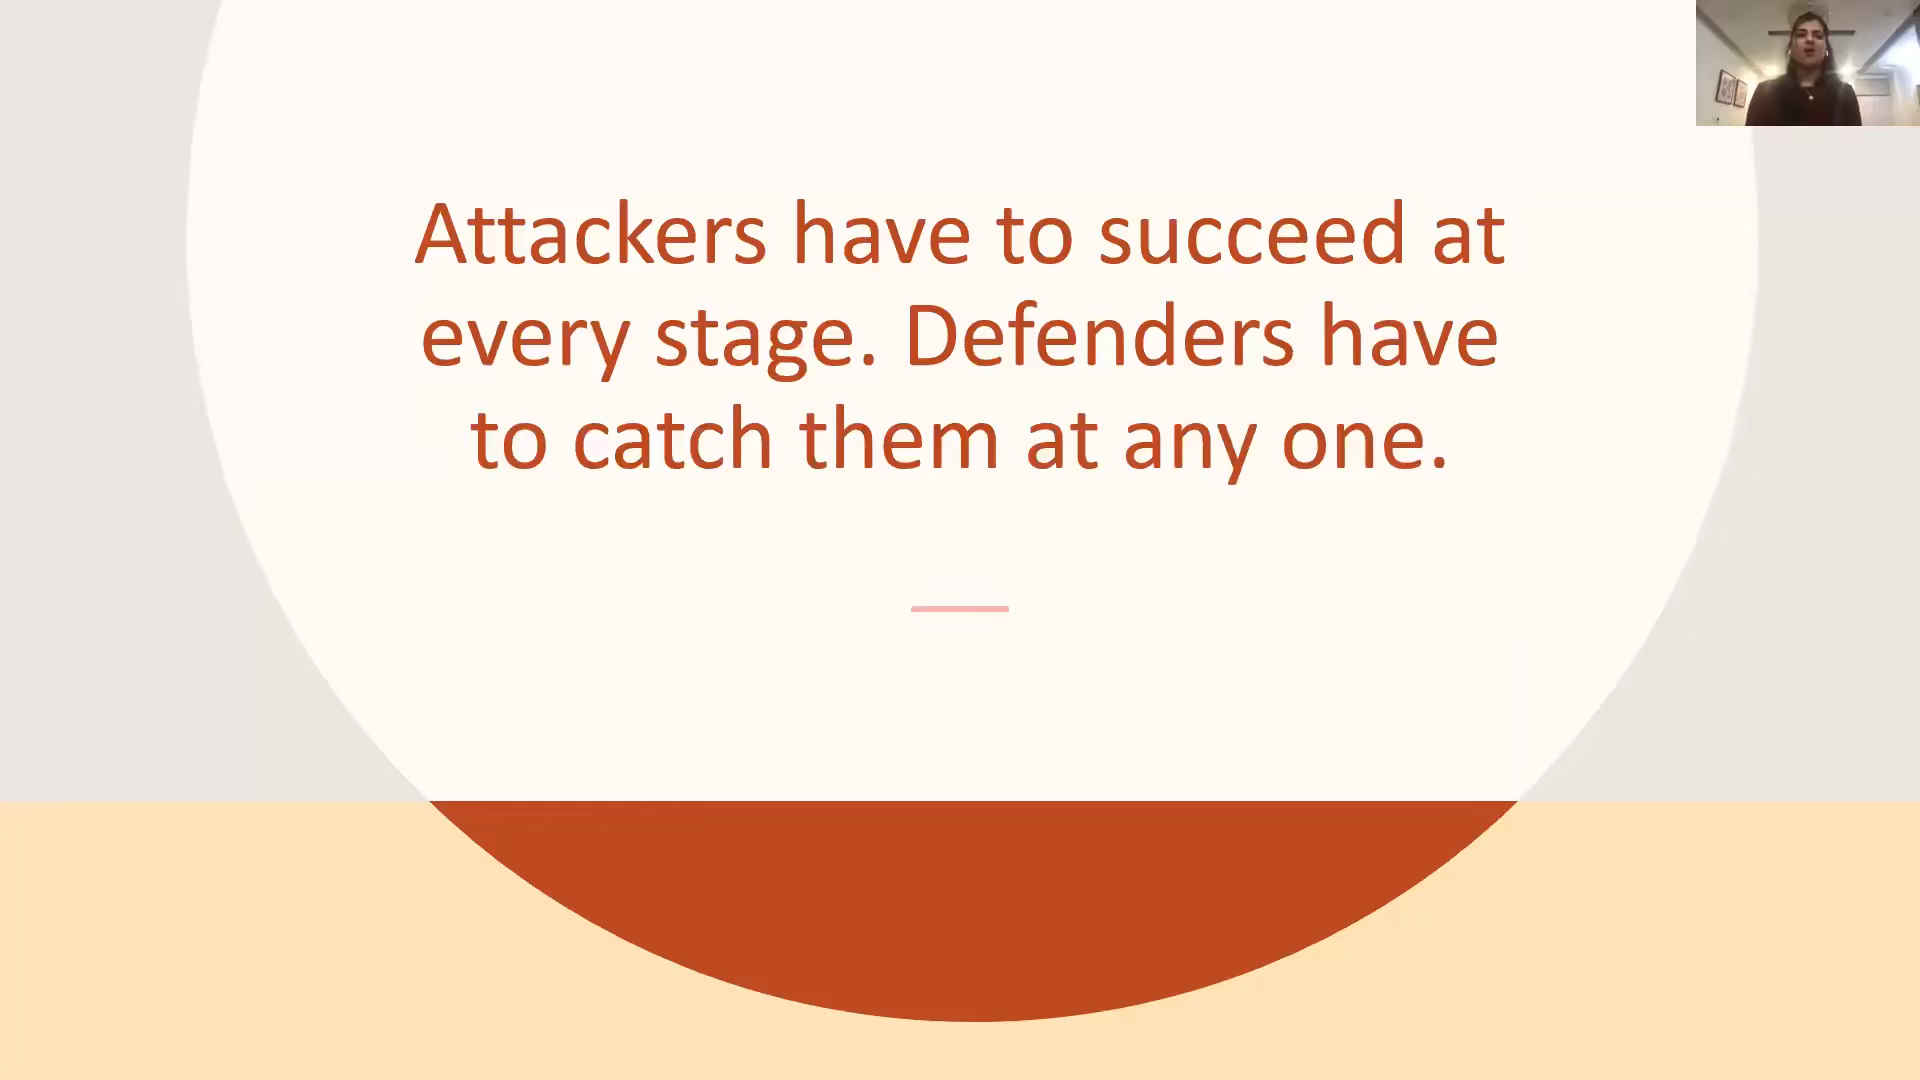 Attackers have to succeed at
every stage. Defenders have
to catch them at any one.